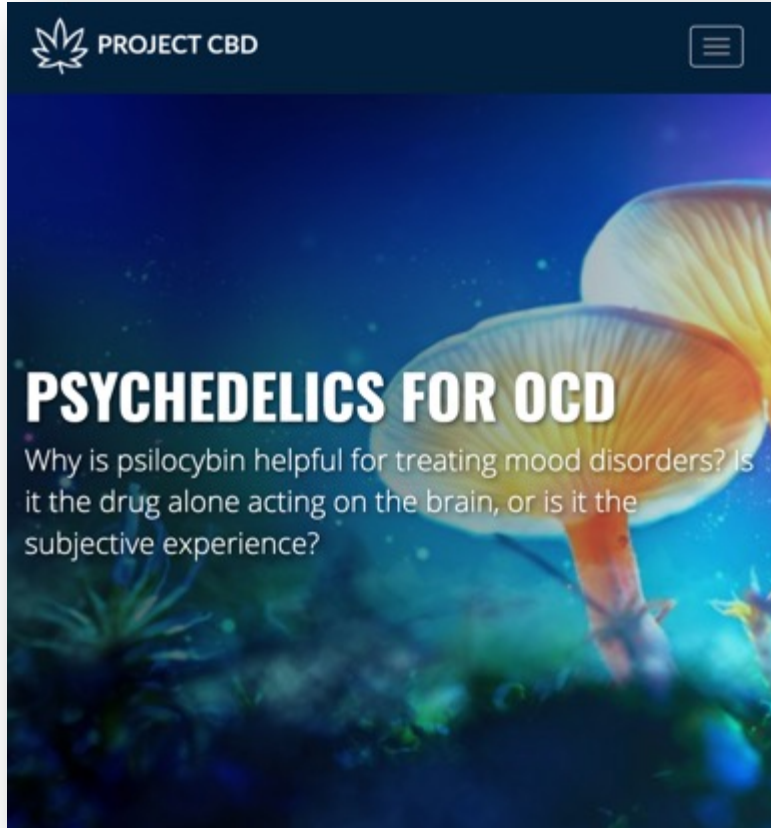 PROJECT CBD
PSYCHEDELICS FOR OCD
Why is psilocybin helpful for treating mood disorders? Is
it the drug alone acting on the brain, or is it the
subjective experience?